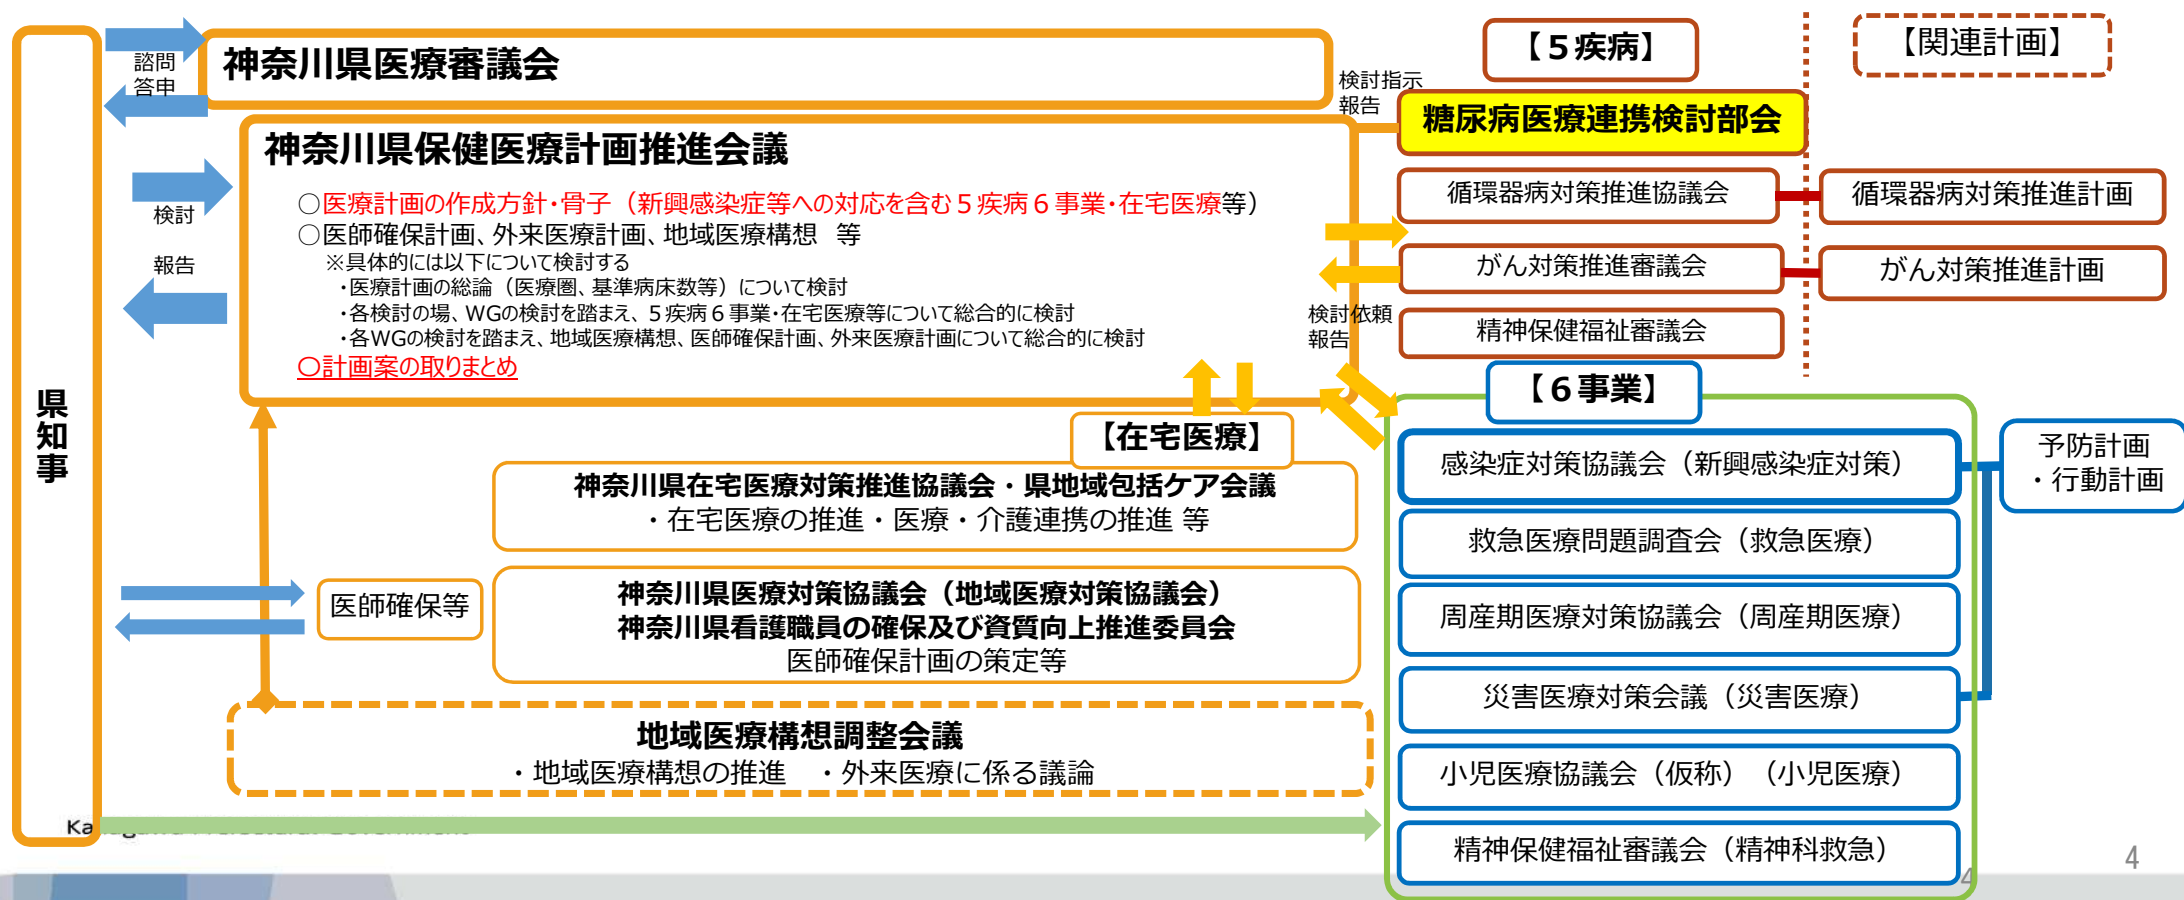 県知事
諮問
答申
神奈川県医療審議会
検討指示
報告
神奈川県保健医療計画推進会議
検討
報告
○医療計画の作成方針・骨子（新興感染症等への対応を含む５疾病６事業・在宅医療等）
○医師確保計画、外来医療計画、地域医療構想 等
※具体的には以下について検討する
・医療計画の総論（医療圏、基準病床数等）について検討
・各検討の場、WGの検討を踏まえ、５疾病６事業・在宅医療等について総合的に検討
・各WGの検討を踏まえ、地域医療構想、医師確保計画、外来医療計画について総合的に検討
○計画案の取りまとめ
検討依頼
報告
【５疾病】
糖尿病医療連携検討部会
循環器病対策推進協議会
がん対策推進審議会
精神保健福祉審議会
【関連計画】
循環器病対策推進計画
がん対策推進計画
【在宅医療】
神奈川県在宅医療対策推進協議会・県地域包括ケア会議
・在宅医療の推進・医療・介護連携の推進 等
医師確保等
神奈川県医療対策協議会（地域医療対策協議会）
神奈川県看護職員の確保及び資質向上推進委員会
医師確保計画の策定等
地域医療構想調整会議
・地域医療構想の推進 ・外来医療に係る議論
【６事業】
感染症対策協議会（新興感染症対策）
救急医療問題調査会（救急医療）
周産期医療対策協議会（周産期医療）
災害医療対策会議（災害医療）
小児医療協議会（仮称）（小児医療）
精神保健福祉審議会（精神科救急）
予防計画
・行動計画
4
4